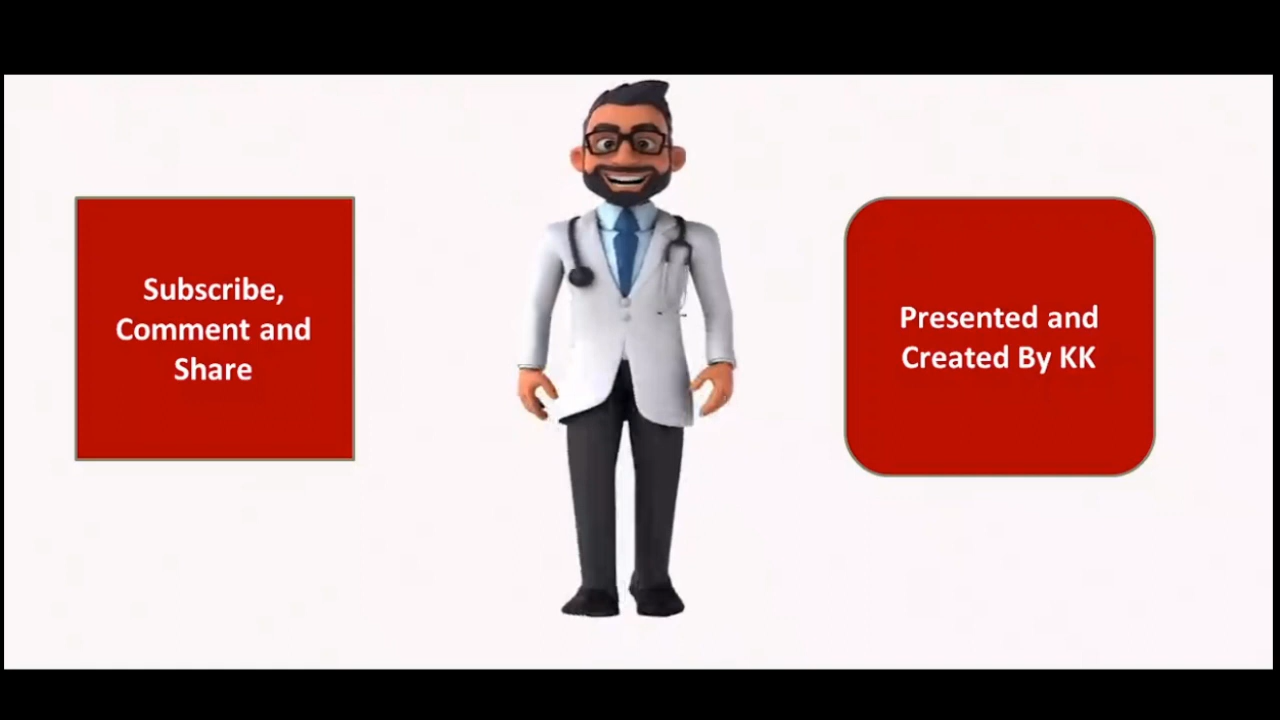 Subscribe,
Comment and
Share
Presented and
Created By KK